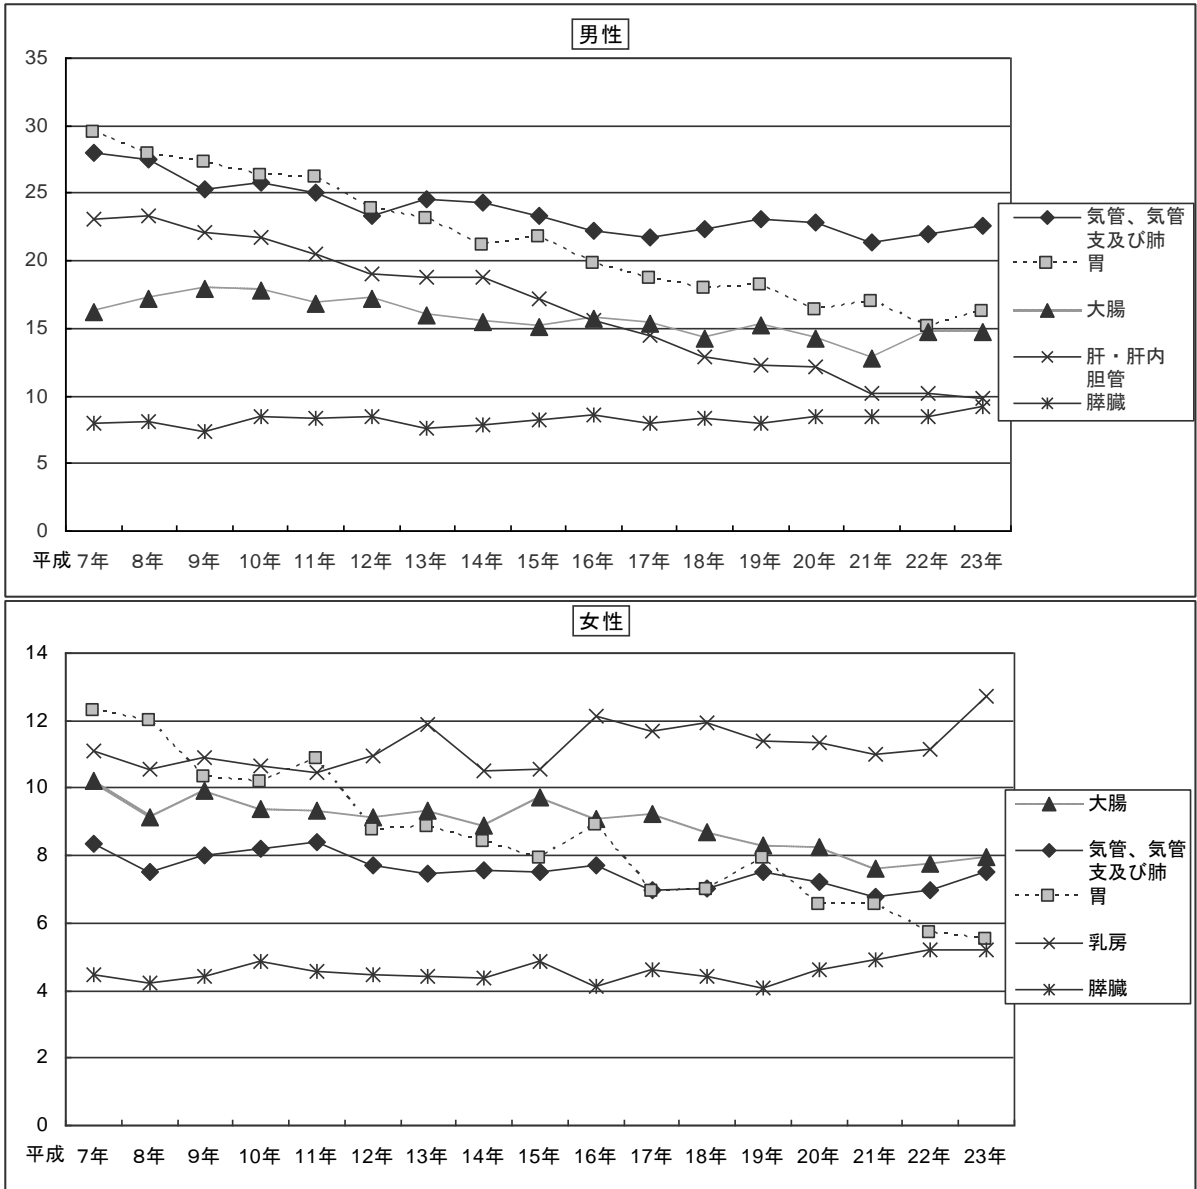 男性
35
30
25
20
15
10
5
0
平成 7年 8年 9年 10年 11年 12年 13年 14年 15年 16年 17年 18年 19年 20年 21年 22年 23年
気管、気管
支及び肺
胃
大腸
肝・肝内
胆管
膵臓
女性
14
12
10
8
6
4
2
0
平成 7年 8年 9年 10年 11年 12年 13年 14年 15年 16年 17年 18年 19年 20年 21年 22年 23年
大腸
気管、気管
支及び肺
胃
乳房
膵臓